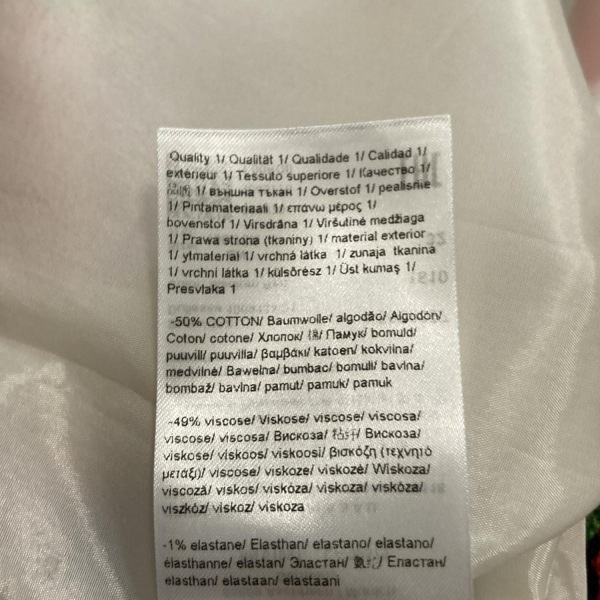 Quality 1/ Qualität 1/ Qualidade 1/ Calidad 1/
extérieur 1/ Tessuto superiore 1/ Качество 1/
1/ външна тъкан 1/ Overstof 1/ pealisriie
1/ Pintamateriaali 1/ επάνω μέρος 1/
bovenstof 1/ Virsdrāna 1/ Viršutinė medžiaga
1/ Prawa strona (tkaniny) 1/ material exterior
1/ ytmaterial 1/ vrchná látka 1/ zunaja tkanina
1/ vrchní látka 1/ külsőrész 1/ Üst kumaş 1/
Presvlaka 1
-50% COTTON/ Baumwolle/ algodão/ Algodón/
Coton/ cotone/ Хлопок/ 棉/ Памук/ bomuld/
puuvill/ puuvilla/ βαμβάκι/ katoen/ kokvilna/
medvilnė/ Bawełna/ bumbac/ bomull/ bavlna/
bombaž/ bavlna/ pamut/ pamuk/ pamuk
-49% viscose/ Viskose/ viscose/ viscosa/
viscose/ viscosa/ Вискоза/ 粘纤/ Вискоза/
viskose/ viskoos/ viskoosi/ βισκόζη (τεχνητό
μετάξι)/ viscose/ viskoze/ viskozė/ Wiskoza/
viscoză/ viskos/ viskóza/ viskoza/ viskóza/
viszkóz/ viskoz/ viskoza
-1% elastane/ Elasthan/ elastano/ elastano/
élasthanne/ elastan/ Эластан/ 氨纶/ Еластан/
elasthan/ elastaan/ elastaani